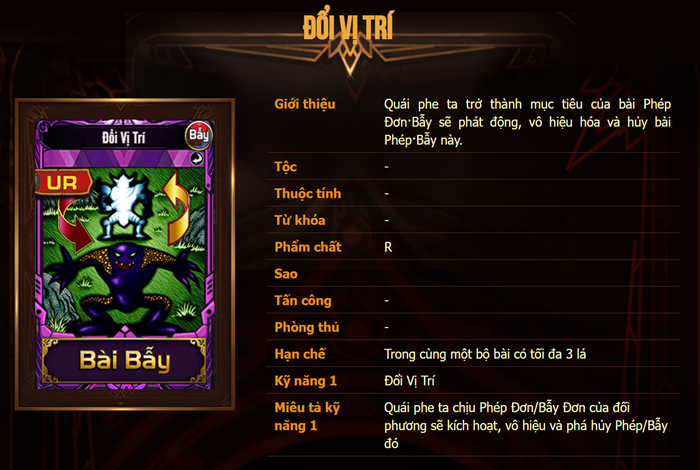 ĐỔI VỊ TRÍ
Đổi Vị Trí
Bẫy
UR
Bài Bẫy
Giới thiệu
Quái phe ta trở thành mục tiêu của bài Phép
Đơn·Bẫy sẽ phát động, vô hiệu hóa và hủy bài
Phép·Bẫy này.
Tộc
-
Thuộc tính
-
Từ khóa
-
Phẩm chất
R
Sao
Tấn công
-
Phòng thủ
-
Hạn chế
Trong cùng một bộ bài có tối đa 3 lá
Kỹ năng 1
Đổi Vị Trí
Miêu tả kỹ
năng 1
Quái phe ta chịu Phép Đơn/Bẫy Đơn của đối
phương sẽ kích hoạt, vô hiệu và phá hủy Phép/Bẫy
đó